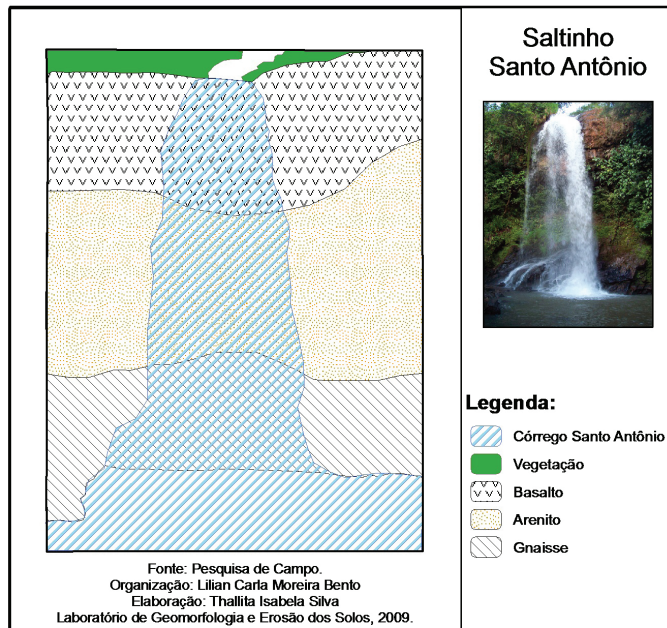 Saltinho
Santo Antônio
Legenda:
Córrego Santo Antônio
Vegetação
Basalto
Arenito
Gnaisse
Fonte: Pesquisa de Campo.
Organização: Lilian Carla Moreira Bento
Elaboração: Thallita Isabela Silva
Laboratório de Geomorfologia e Erosão dos Solos, 2009.